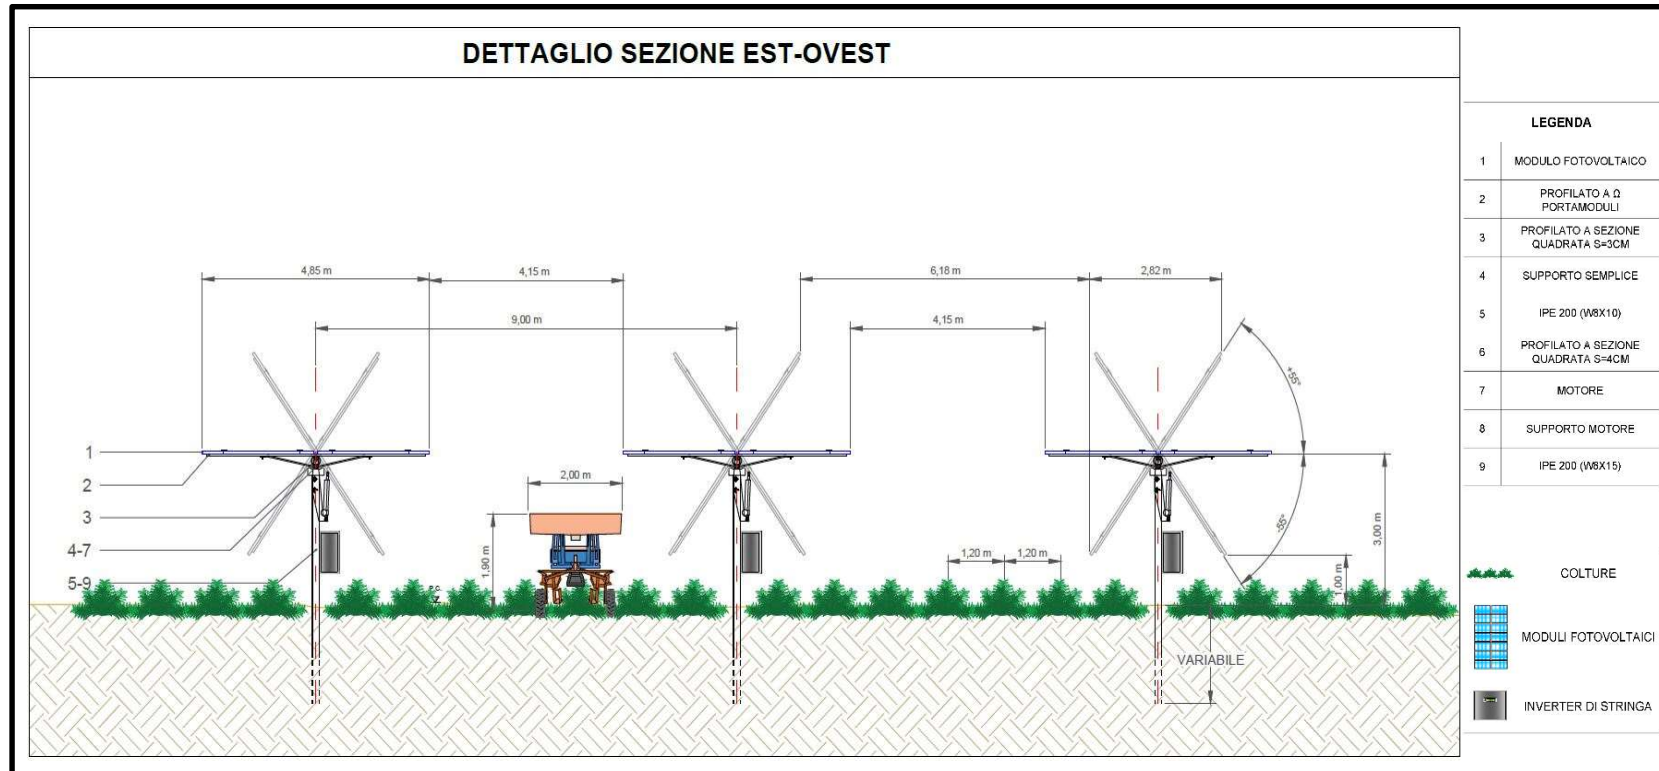 DETTAGLIO SEZIONE EST-OVEST
4,85 m
4,15 m
6,18 m
2,82 m
9,00 m
4,15 m
+55°
1
2
3
4-7
5-9
2,00 m
1,90 m
1,20 m
1,20 m
-55°
3,00 m
1,00 m
VARIABILE
LEGENDA
1 MODULO FOTOVOLTAICO
2 PROFILATO A Ω
PORTAMODULI
3 PROFILATO A SEZIONE
QUADRATA S=3CM
4 SUPPORTO SEMPLICE
5 IPE 200 (W8X10)
6 PROFILATO A SEZIONE
QUADRATA S=4CM
7 MOTORE
8 SUPPORTO MOTORE
9 IPE 200 (W8X15)
COLTURE
MODULI FOTOVOLTAICI
INVERTER DI STRINGA